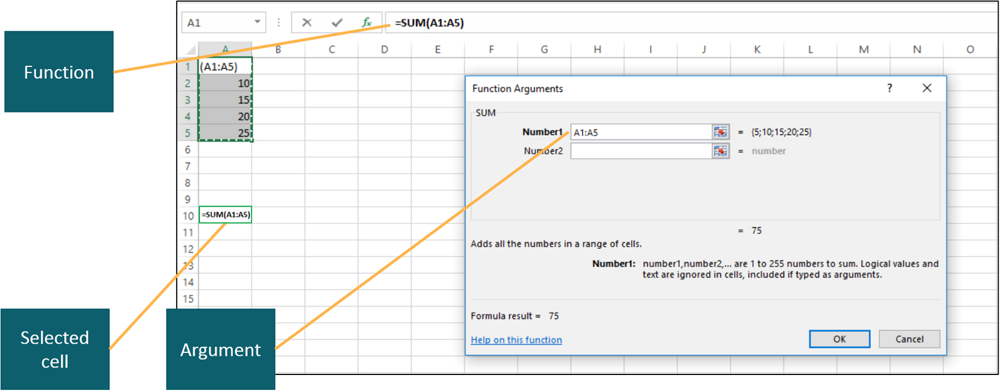 A1
fx
=SUM(A1:A5)
Function
A B C D E F G H I J K L M N O
1 (A1:A5)
2 10
3 15
4 20
5 25
6
7
8
9
10 =SUM(A1:A5)
11
12
13
14
15
Function Arguments ? X
SUM
Number1 A1:A5 = {5;10;15;20;25}
Number2 = number
= 75
Adds all the numbers in a range of cells.
Number1: number1,number2,... are 1 to 255 numbers to sum. Logical values and
text are ignored in cells, included if typed as arguments.
Formula result = 75
Help on this function
OK Cancel
Selected
cell
Argument